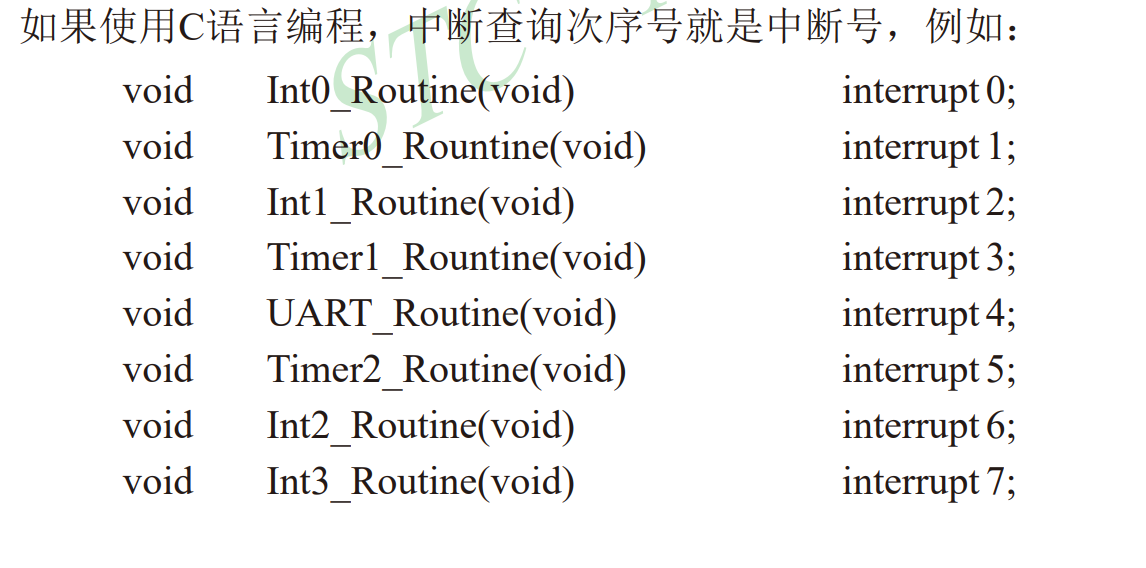 如果使用C语言编程，中断查询次序号就是中断号，例如：
void Int0_Routine(void) interrupt 0;
void Timer0_Rountine(void) interrupt 1;
void Int1_Routine(void) interrupt 2;
void Timer1_Rountine(void) interrupt 3;
void UART_Routine(void) interrupt 4;
void Timer2_Routine(void) interrupt 5;
void Int2_Routine(void) interrupt 6;
void Int3_Routine(void) interrupt 7;
STC